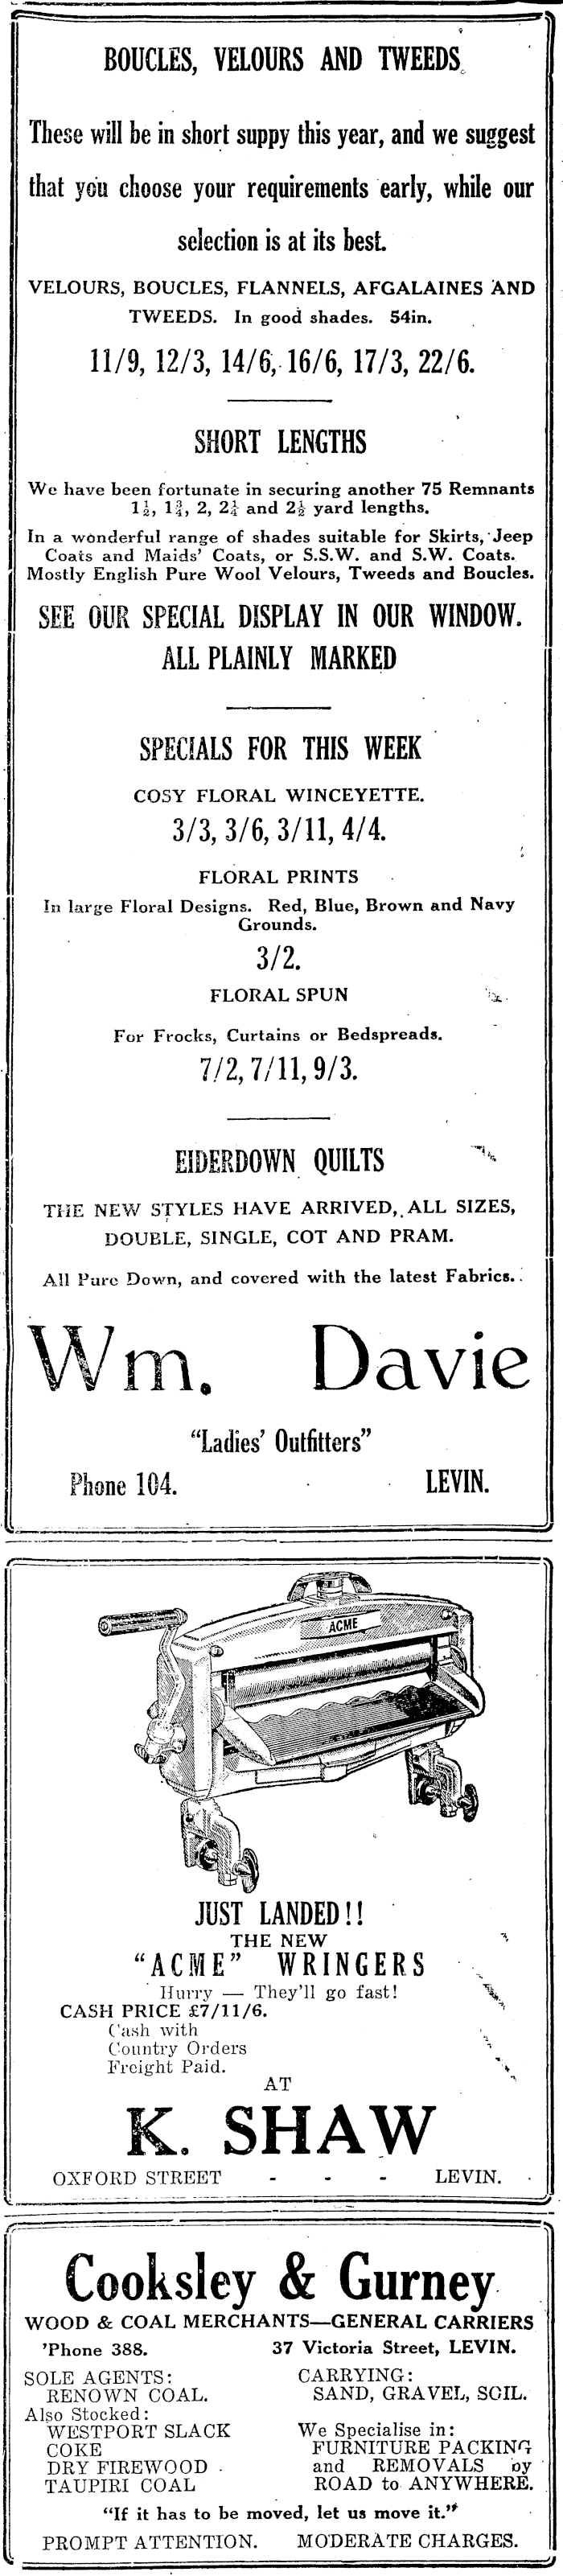 BOUCLES, VELOURS AND TWEEDS
These will be in short suppy this year, and we suggest
that you choose your requirements early, while our
selection is at its best.
VELOURS, BOUCLES, FLANNELS, AFGALAINES AND
TWEEDS. In good shades. 54in.
11/9, 12/3, 14/6, 16/6, 17/3, 22/6.
SHORT LENGTHS
We have been fortunate in securing another 75 Remnants
1½, 1¾, 2, 2¼ and 2½ yard lengths.
In a wonderful range of shades suitable for Skirts, Jeep
Coats and Maids' Coats, or S.S.W. and S.W. Coats.
Mostly English Pure Wool Velours, Tweeds and Boucles.
SEE OUR SPECIAL DISPLAY IN OUR WINDOW.
ALL PLAINLY MARKED
SPECIALS FOR THIS WEEK
COSY FLORAL WINCEYETTE.
3/3, 3/6, 3/11, 4/4.
FLORAL PRINTS
In large Floral Designs. Red, Blue, Brown and Navy
Grounds.
3/2.
FLORAL SPUN
For Frocks, Curtains or Bedspreads.
7/2, 7/11, 9/3.
EIDERDOWN QUILTS
THE NEW STYLES HAVE ARRIVED, ALL SIZES,
DOUBLE, SINGLE, COT AND PRAM.
All Pure Down, and covered with the latest Fabrics.
Wm. Davie
"Ladies' Outfitters"
Phone 104. LEVIN.
ACME
JUST LANDED!!
THE NEW
"ACME" WRINGERS
Hurry — They'll go fast!
CASH PRICE £7/11/6.
Cash with
Country Orders
Freight Paid.
AT
K. SHAW
OXFORD STREET - - - LEVIN.
Cooksley & Gurney
WOOD & COAL MERCHANTS—GENERAL CARRIERS
'Phone 388. 37 Victoria Street, LEVIN.
SOLE AGENTS:
RENOWN COAL.
Also Stocked:
WESTPORT SLACK
COKE
DRY FIREWOOD
TAUPIRI COAL
CARRYING:
SAND, GRAVEL, SOIL.
We Specialise in:
FURNITURE PACKING
and REMOVALS by
ROAD to ANYWHERE.
"If it has to be moved, let us move it."
PROMPT ATTENTION. MODERATE CHARGES.